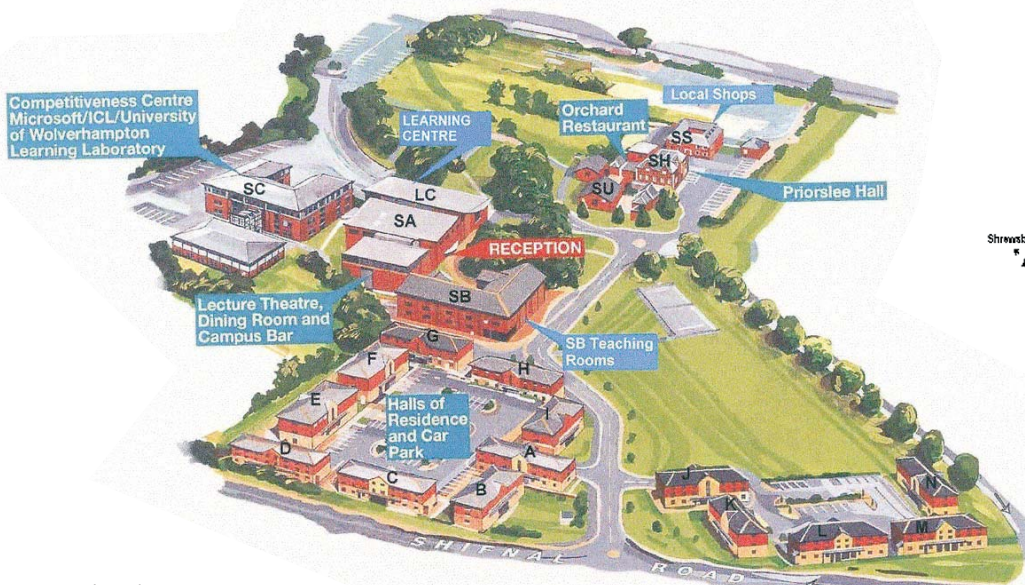 Competitiveness Centre
Microsoft/ICL/University
of Wolverhampton
Learning Laboratory
LEARNING
CENTRE
Orchard
Restaurant
Local Shops
SS
SH
SU
Priorslee Hall
SC
LC
SA
RECEPTION
SB
Lecture Theatre,
Dining Room and
Campus Bar
SB Teaching
Rooms
G
F
H
E
Halls of
Residence
and Car
Park
I
D
A
C
B
J
K
N
L
M
SHIFNAL ROAD
Shrewsb